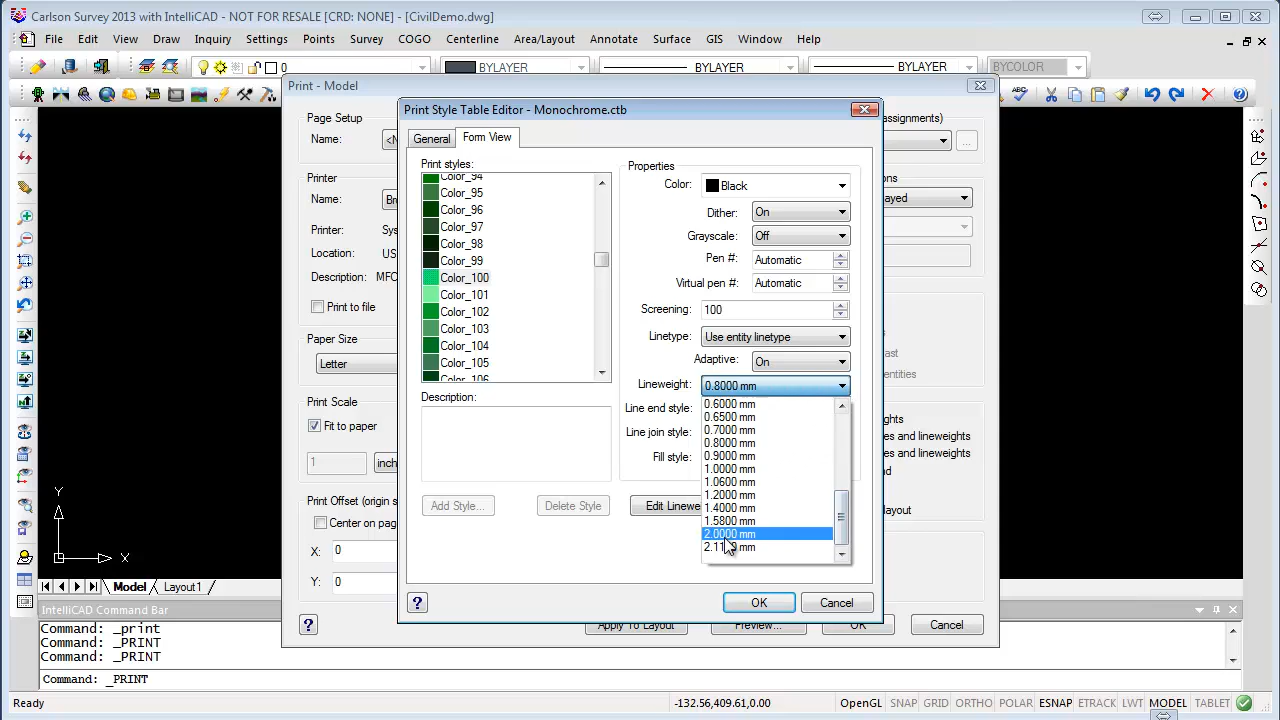 Carlson Survey 2013 with IntelliCAD - NOT FOR RESALE [CRD: NONE] - [CivilDemo.dwg]
File Edit View Draw Inquiry Settings Points Survey COGO Centerline Area/Layout Annotate Surface GIS Window Help
0 BYLAYER BYLAYER BYLAYER BYCOLOR
Print - Model
Page Setup
Name:
Printer
Name:
Printer:
Location: US
Description: MFC
Print to file
Paper Size
Letter
Print Scale
Fit to paper
1
Print Offset (origin s
Center on pag
X: 0
Y: 0
Print Style Table Editor - Monochrome.ctb
General Form View
Print styles:
Color_94
Color_95
Color_96
Color_97
Color_98
Color_99
Color_100
Color_101
Color_102
Color_103
Color_104
Color_105
Color_106
Description:
Add Style... Delete Style
Properties
Color: Black
Dither: On
Grayscale: Off
Pen #: Automatic
Virtual pen #: Automatic
Screening: 100
Linetype: Use entity linetype
Adaptive: On
Lineweight: 0.8000 mm
Line end style:
Line join style:
Fill style:
0.6000 mm
0.6500 mm
0.7000 mm
0.8000 mm
0.9000 mm
1.0000 mm
1.0600 mm
1.2000 mm
1.4000 mm
1.5800 mm
2.0000 mm
OK Cancel
assignments)
...
ayed
and lineweights
Apply To Layout Preview... OK Cancel
Y
X
Model Layout1
IntelliCAD Command Bar
Command: _print
Command: _PRINT
Command: _PRINT
Command: _PRINT
Ready -132.56,409.61,0.00 OpenGL SNAP GRID ORTHO POLAR ESNAP ETRACK LWT MODEL TABLET